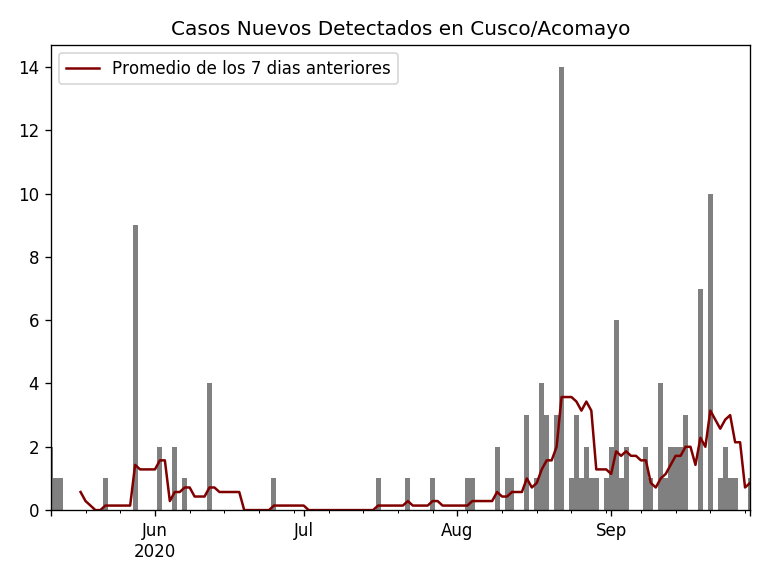 Casos Nuevos Detectados en Cusco/Acomayo
Promedio de los 7 dias anteriores
14
12
10
8
6
4
2
0
Jun
2020
Jul
Aug
Sep